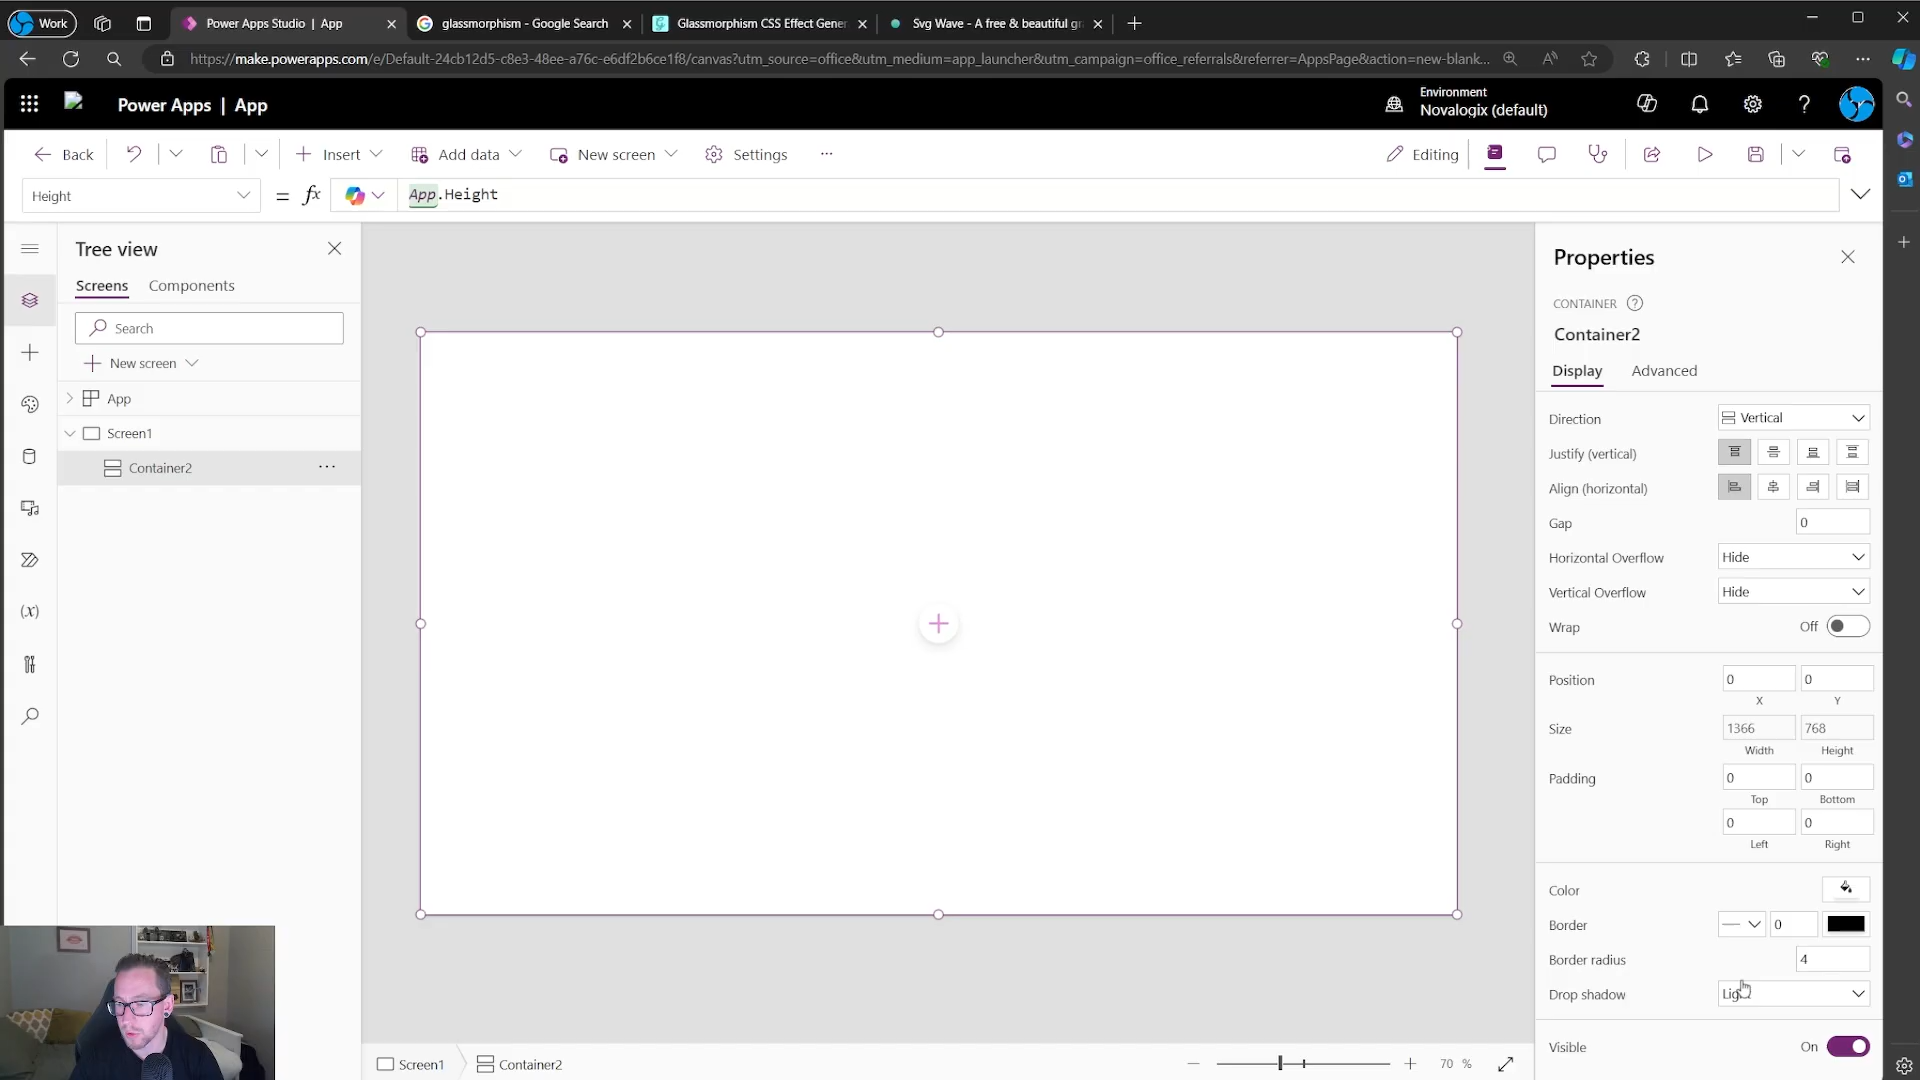 Work
Power Apps Studio | App
glassmorphism - Google Search
Glassmorphism CSS Effect Gene
Svg Wave - A free & beautiful gr
https://make.powerapps.com/e/Default-24cb12d5-c8e3-48ee-a76c-e6df2b6ce1f8/canvas?utm_source=office&utm_medium=app_launcher&utm_campaign=office_referrals&referrer=AppsPage&action=new-blank...
Power Apps | App
Environment
Novalogix (default)
Back
Insert
Add data
New screen
Settings
...
Editing
Height
= fx
App.Height
Tree view
Screens
Components
Search
New screen
App
Screen1
Container2
...
(x)
Properties
CONTAINER ?
Container2
Display
Advanced
Direction
Vertical
Justify (vertical)
Align (horizontal)
Gap
0
Horizontal Overflow
Hide
Vertical Overflow
Hide
Wrap
Off
Position
0
0
X
Y
Size
1366
768
Width
Height
Padding
0
0
Top
Bottom
0
0
Left
Right
Color
Border
0
Border radius
4
Drop shadow
Visible
On
Screen1
Container2
70 %